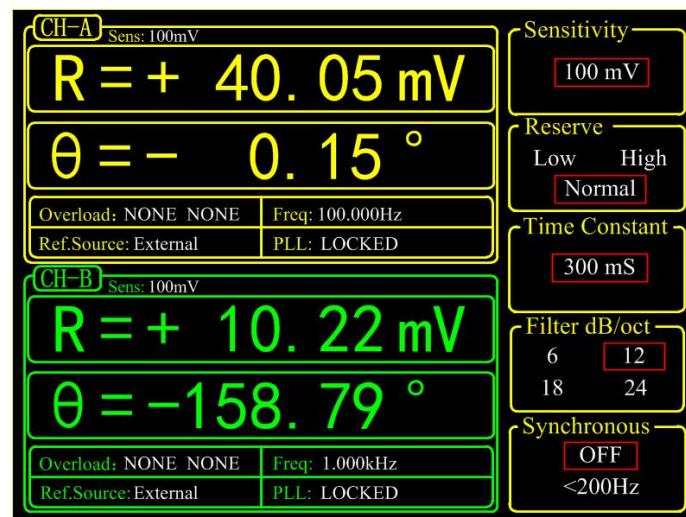 CH-A Sens: 100mV
R = + 40.05 mV
θ = - 0.15 °
Overload: NONE NONE
Freq: 100.000Hz
Ref.Source: External
PLL: LOCKED
CH-B Sens: 100mV
R = + 10.22 mV
θ = -158.79 °
Overload: NONE NONE
Freq: 1.000kHz
Ref.Source: External
PLL: LOCKED
Sensitivity
100 mV
Reserve
Low High
Normal
Time Constant
300 mS
Filter dB/oct
6 12
18 24
Synchronous
OFF
<200Hz